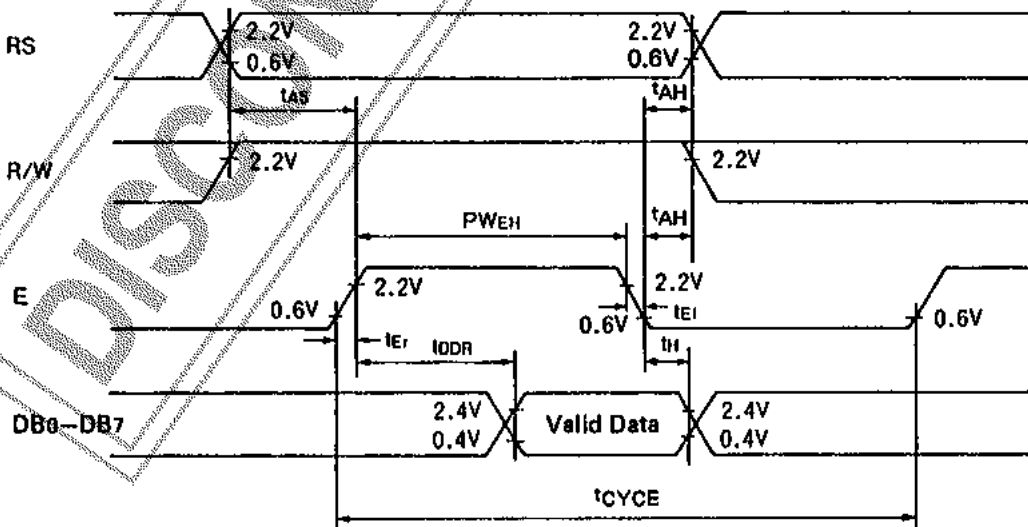 RS
2.2V
0.6V
2.2V
0.6V
tAS
tAH
R/W
2.2V
2.2V
PWEH
tAH
E
0.6V
2.2V
2.2V
0.6V
tEf
0.6V
tEr
tDDR
tH
DB0–DB7
2.4V
0.4V
Valid Data
2.4V
0.4V
tCYCE
DISCON